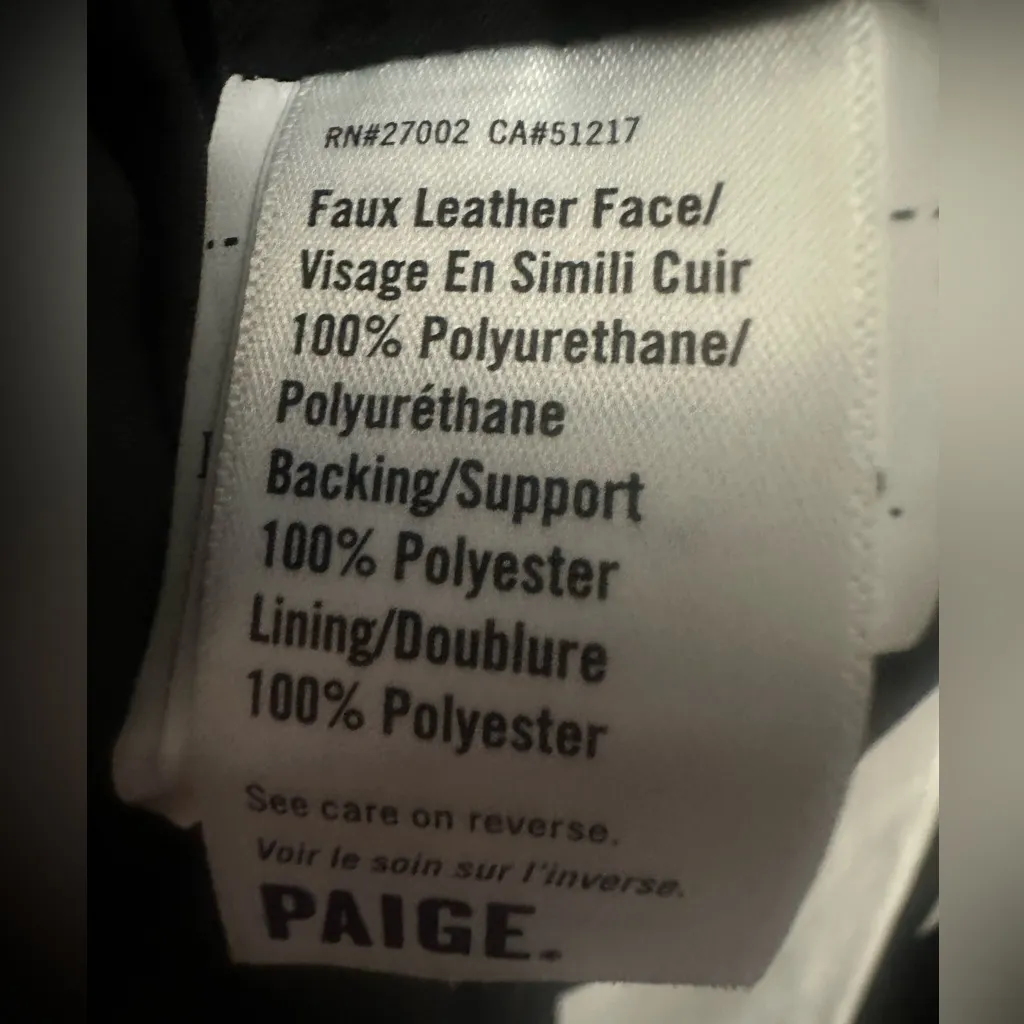 RN#27002 CA#51217
Faux Leather Face/
Visage En Simili Cuir
100% Polyurethane/
Polyuréthane
Backing/Support
100% Polyester
Lining/Doublure
100% Polyester
See care on reverse.
Voir le soin sur l'inverse.
PAIGE.